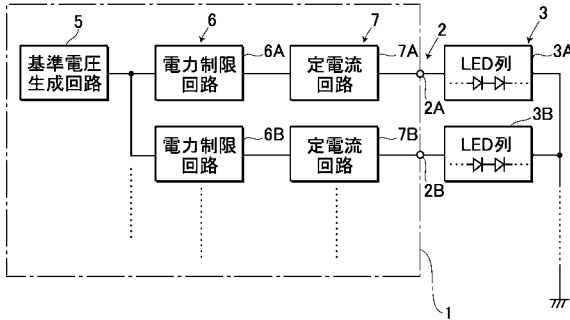 5
6
7
2
3
基準電圧
生成回路
電力制限
回路
6A
定電流
回路
7A
2A
LED列
3A
電力制限
回路
6B
定電流
回路
7B
2B
LED列
3B
1